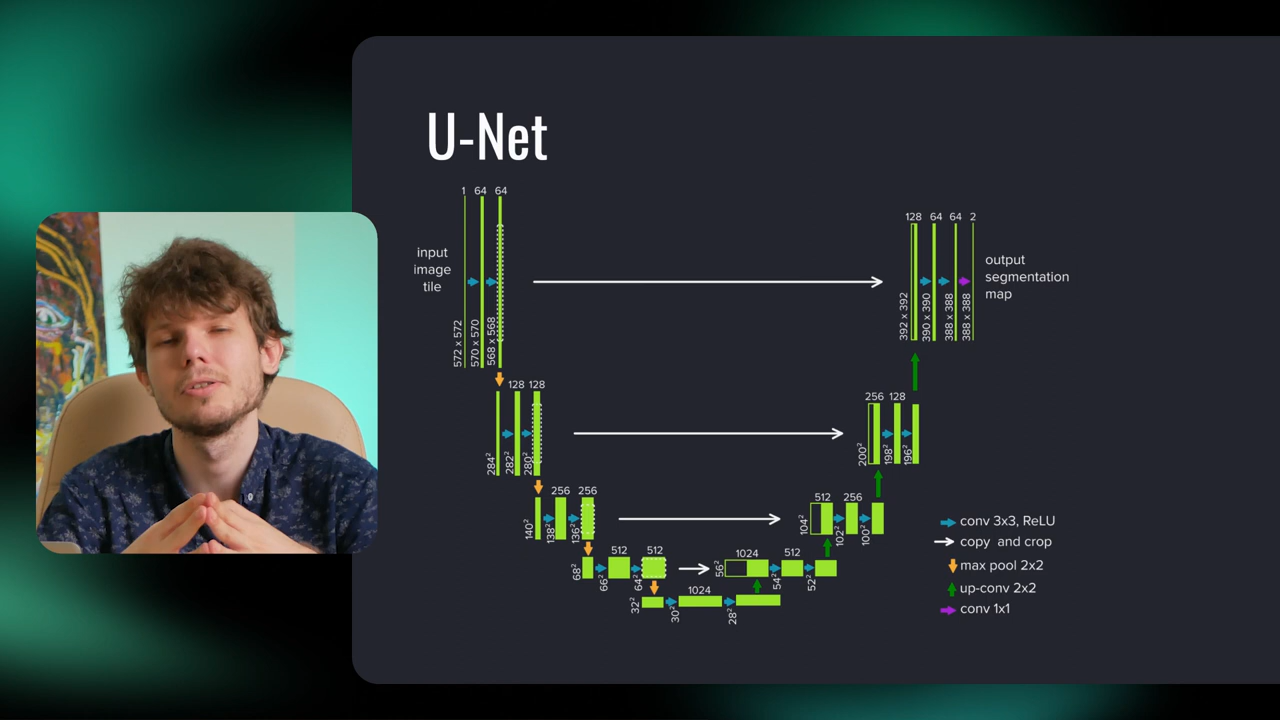 U-Net
1 64 64
input
image
tile
572 x 572
570 x 570
568 x 568
128 64 64 2
output
segmentation
map
392 x 392
390 x 390
388 x 388
388 x 388
128 128
284²
282²
280²
256 128
200²
198²
196²
256 256
140²
138²
136²
512 256
104²
102²
100²
512 512
68²
66²
64²
1024 512
56²
54²
52²
1024
32²
30²
28²
conv 3x3, ReLU
copy and crop
max pool 2x2
up-conv 2x2
conv 1x1